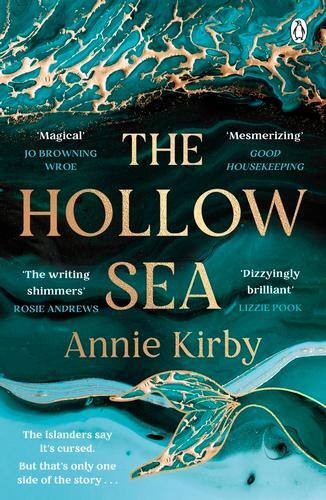 'Magical'
JO BROWNING
WROE
THE
'Mesmerizing'
GOOD
HOUSEKEEPING
HOLLOW
'The writing
shimmers'
ROSIE ANDREWS
SEA
'Dizzyingly
brilliant'
LIZZIE POOK
Annie Kirby
The islanders say
it's cursed.
But that's only one
side of the story . . .